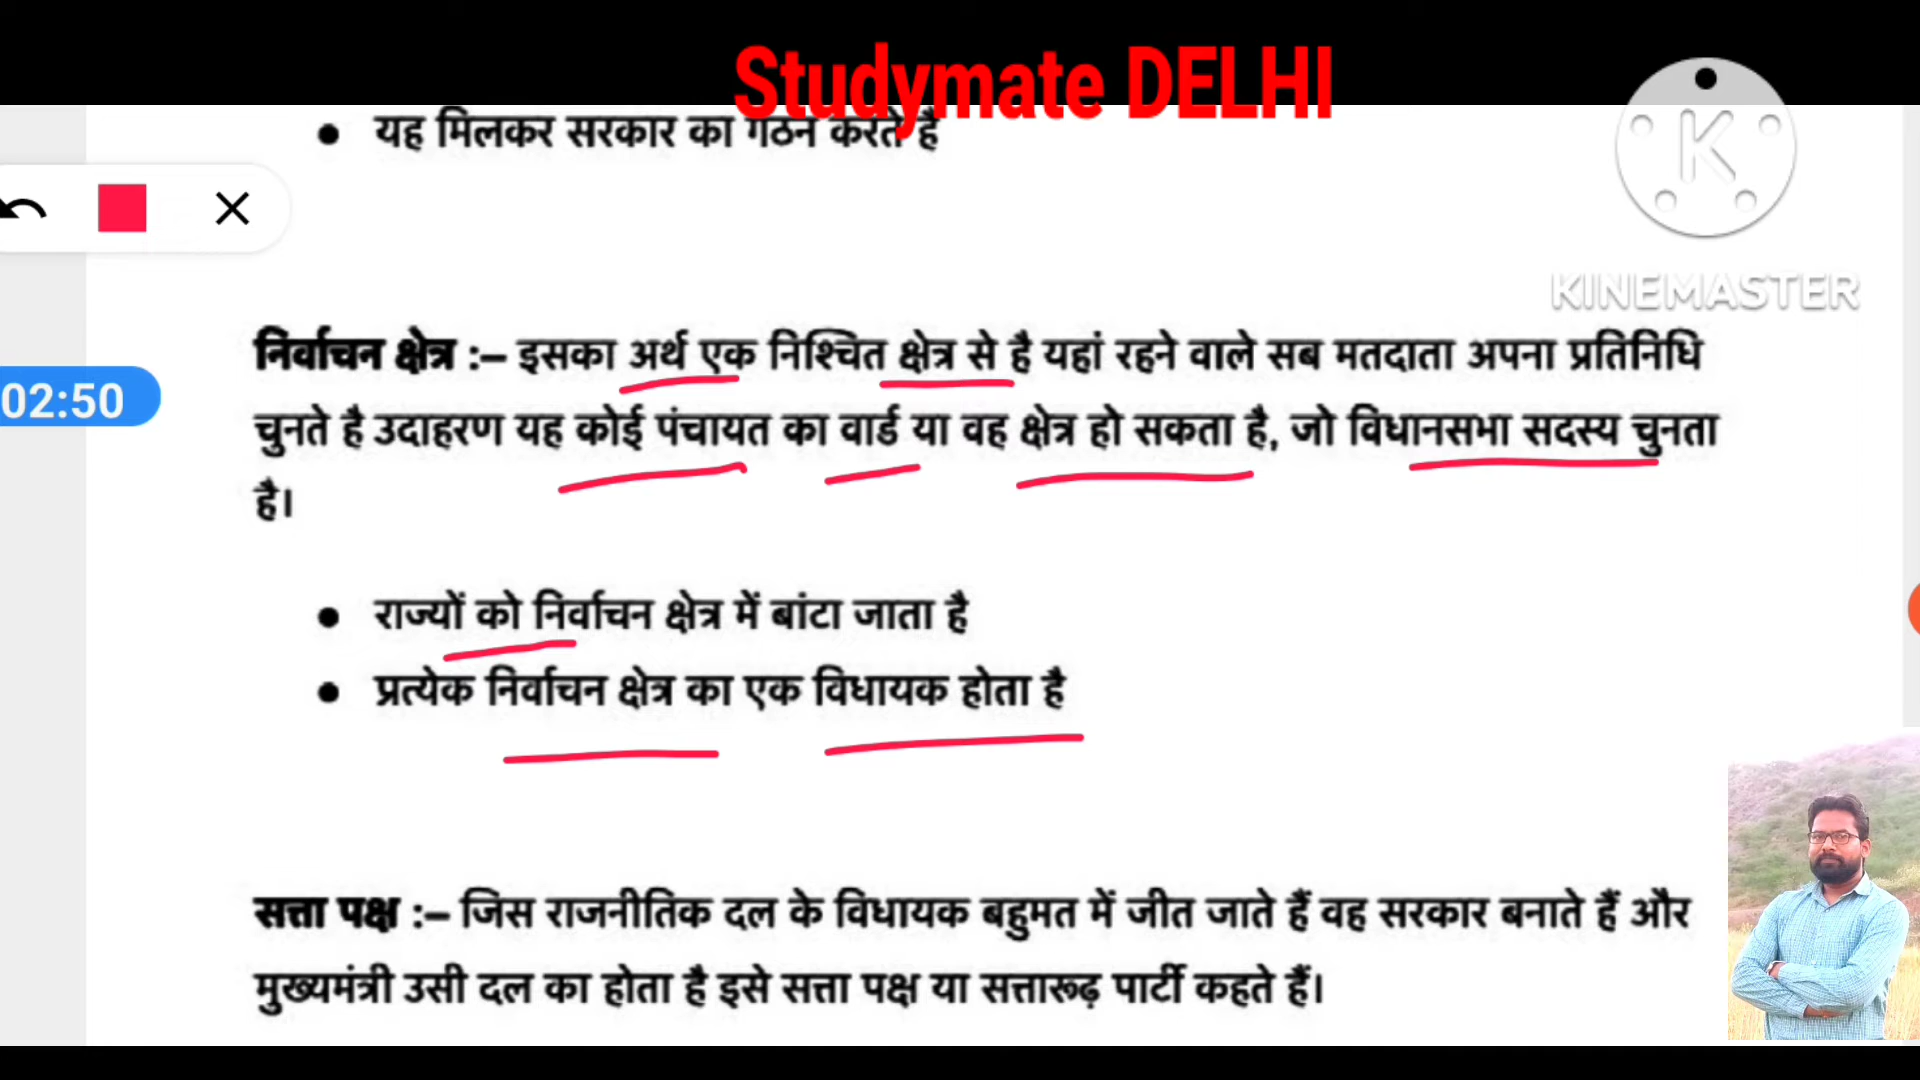 Studymate DELHI
● यह मिलकर सरकार का गठन करते है
K
KINEMASTER
निर्वाचन क्षेत्र :– इसका अर्थ एक निश्चित क्षेत्र से है यहां रहने वाले सब मतदाता अपना प्रतिनिधि
02:50
चुनते है उदाहरण यह कोई पंचायत का वार्ड या वह क्षेत्र हो सकता है, जो विधानसभा सदस्य चुनता
है।
● राज्यों को निर्वाचन क्षेत्र में बांटा जाता है
● प्रत्येक निर्वाचन क्षेत्र का एक विधायक होता है
सत्ता पक्ष :– जिस राजनीतिक दल के विधायक बहुमत में जीत जाते हैं वह सरकार बनाते हैं और
मुख्यमंत्री उसी दल का होता है इसे सत्ता पक्ष या सत्तारूढ़ पार्टी कहते हैं।